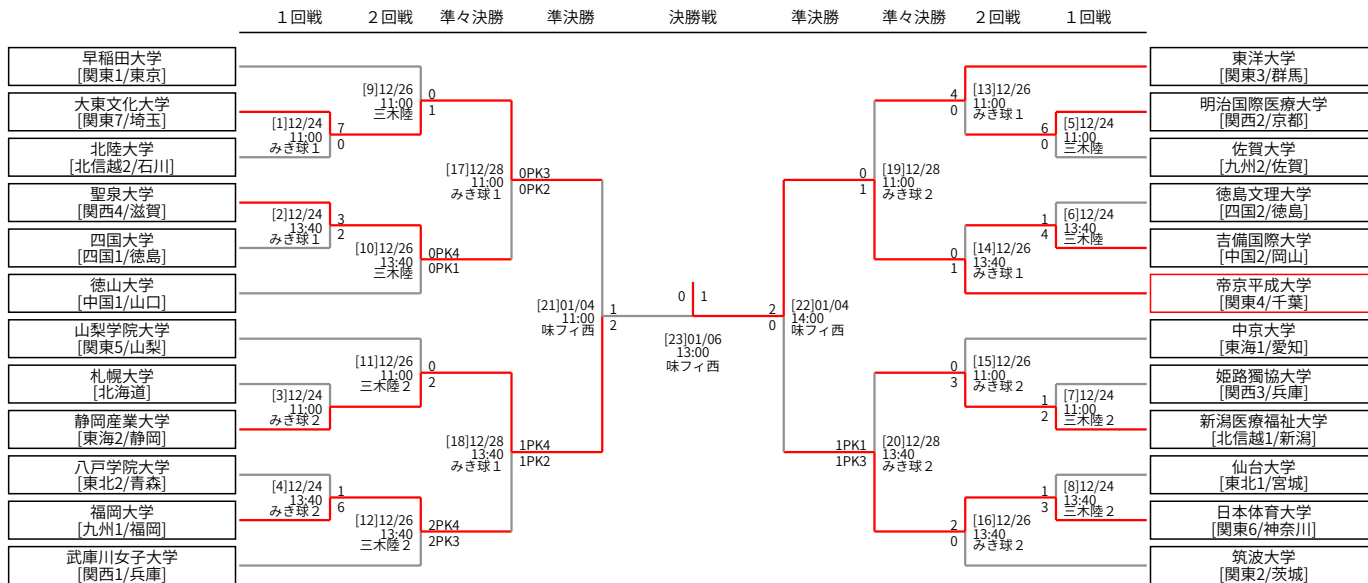 １回戦
２回戦
準々決勝
準決勝
決勝戦
準決勝
準々決勝
２回戦
１回戦
早稲田大学
[関東1/東京]
大東文化大学
[関東7/埼玉]
北陸大学
[北信越2/石川]
聖泉大学
[関西4/滋賀]
四国大学
[四国1/徳島]
徳山大学
[中国1/山口]
山梨学院大学
[関東5/山梨]
札幌大学
[北海道]
静岡産業大学
[東海2/静岡]
八戸学院大学
[東北2/青森]
福岡大学
[九州1/福岡]
武庫川女子大学
[関西1/兵庫]
[1]12/24
11:00
みき球１
7
0
[2]12/24
13:40
みき球１
3
2
[3]12/24
11:00
みき球２
[4]12/24
13:40
みき球２
1
6
[9]12/26
11:00
三木陸
0
1
[10]12/26
13:40
三木陸
0PK4
0PK1
[11]12/26
11:00
三木陸２
0
2
[12]12/26
13:40
三木陸２
2PK4
2PK3
[17]12/28
11:00
みき球１
0PK3
0PK2
[18]12/28
13:40
みき球１
1PK4
1PK2
[21]01/04
11:00
味フィ西
1
2
0
1
[23]01/06
13:00
味フィ西
2
0
[22]01/04
14:00
味フィ西
0
1
[19]12/28
11:00
みき球２
1PK1
1PK3
[20]12/28
13:40
みき球２
4
0
[13]12/26
11:00
みき球１
0
1
[14]12/26
13:40
みき球１
0
3
[15]12/26
11:00
みき球２
2
0
[16]12/26
13:40
みき球２
6
0
[5]12/24
11:00
三木陸
1
4
[6]12/24
13:40
三木陸
1
2
[7]12/24
11:00
三木陸２
1
3
[8]12/24
13:40
三木陸２
東洋大学
[関東3/群馬]
明治国際医療大学
[関西2/京都]
佐賀大学
[九州2/佐賀]
徳島文理大学
[四国2/徳島]
吉備国際大学
[中国2/岡山]
帝京平成大学
[関東4/千葉]
中京大学
[東海1/愛知]
姫路獨協大学
[関西3/兵庫]
新潟医療福祉大学
[北信越1/新潟]
仙台大学
[東北1/宮城]
日本体育大学
[関東6/神奈川]
筑波大学
[関東2/茨城]